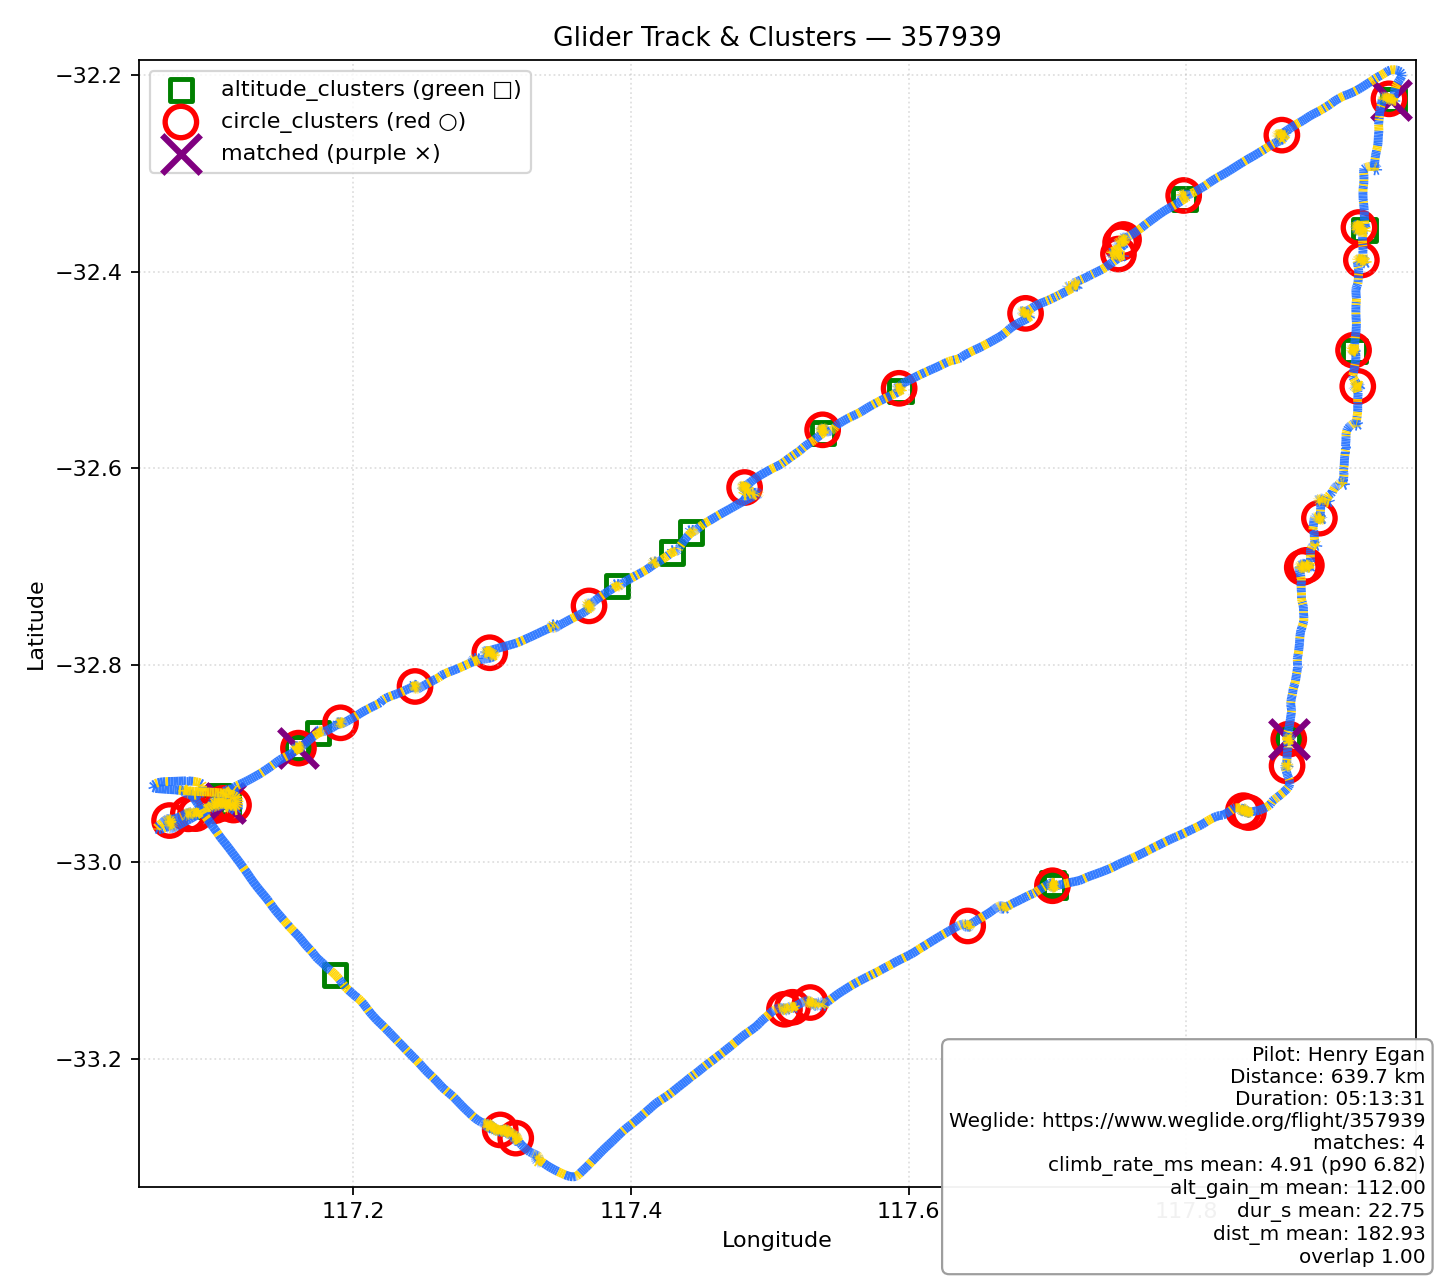 Glider Track & Clusters — 357939
altitude_clusters (green □)
circle_clusters (red ○)
matched (purple ×)
−32.2
−32.4
−32.6
−32.8
−33.0
−33.2
Latitude
117.2
117.4
117.6
117.8
Longitude
Pilot: Henry Egan
Distance: 639.7 km
Duration: 05:13:31
Weglide: https://www.weglide.org/flight/357939
matches: 4
climb_rate_ms mean: 4.91 (p90 6.82)
alt_gain_m mean: 112.00
dur_s mean: 22.75
dist_m mean: 182.93
overlap 1.00